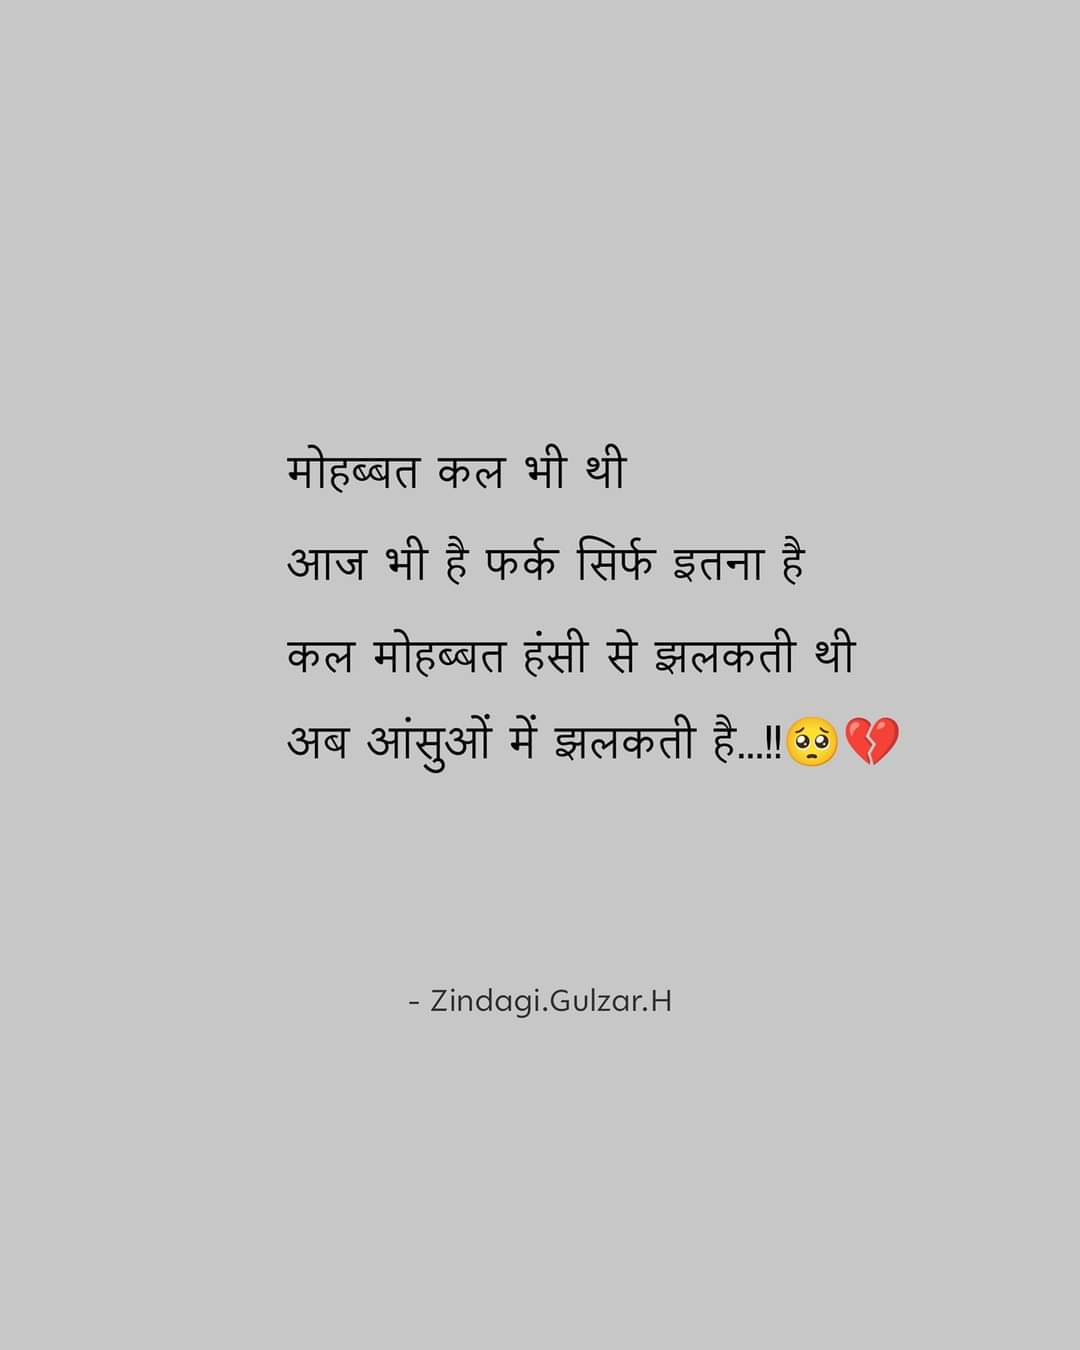 मोहब्बत कल भी थी
आज भी है फर्क सिर्फ इतना है
कल मोहब्बत हंसी से झलकती थी
अब आंसुओं में झलकती है...!!🥺💔
- Zindagi.Gulzar.H